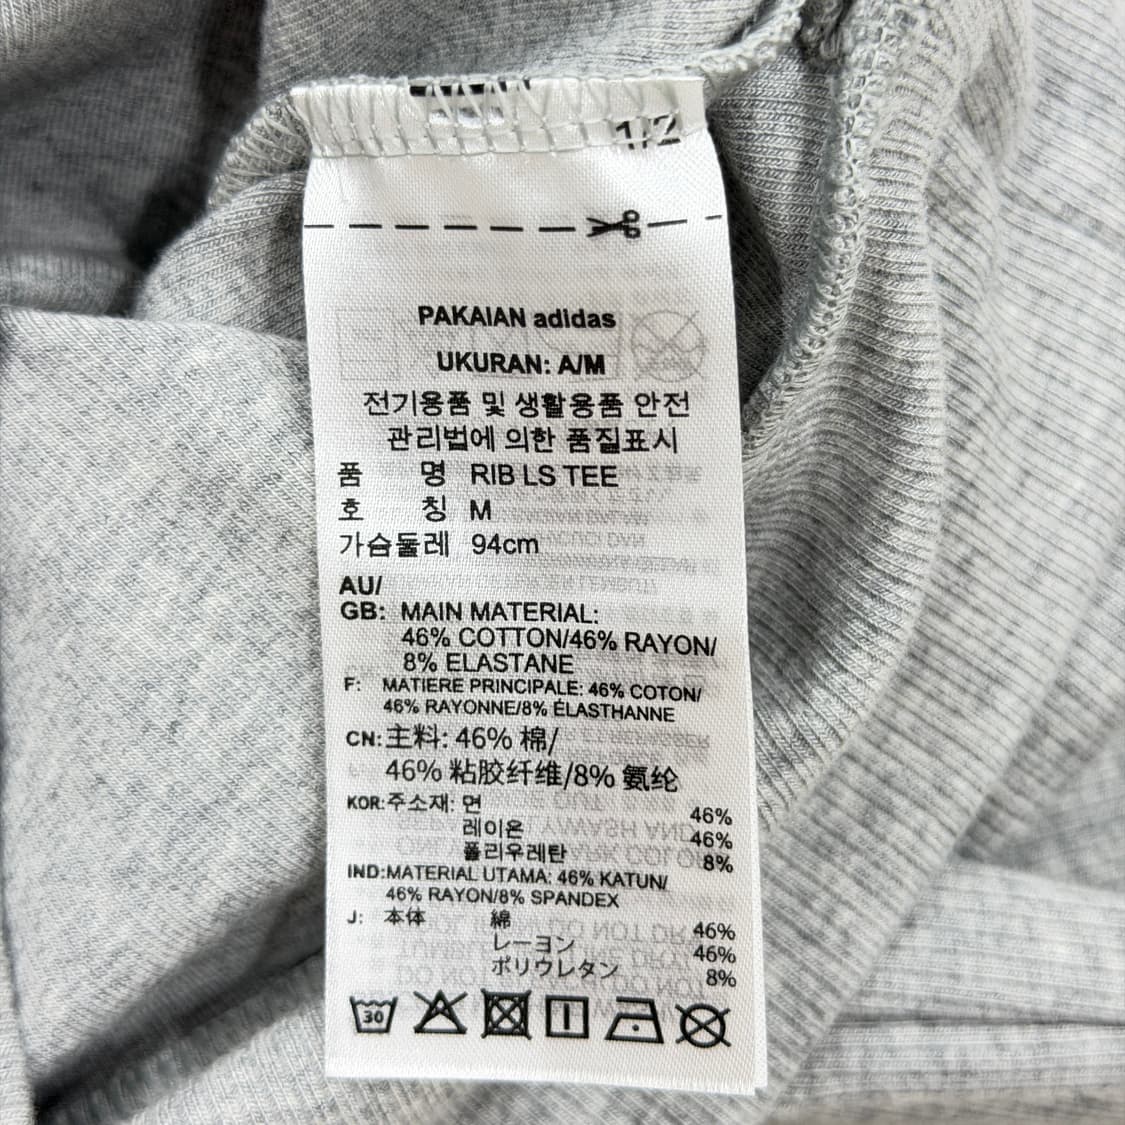 1/2
PAKAIAN adidas
UKURAN: A/M
전기용품 및 생활용품 안전
관리법에 의한 품질표시
품 명 RIB LS TEE
호 칭 M
가슴둘레 94cm
AU/
GB: MAIN MATERIAL:
46% COTTON/46% RAYON/
8% ELASTANE
F: MATIERE PRINCIPALE: 46% COTON/
46% RAYONNE/8% ÉLASTHANNE
CN: 主料: 46% 棉/
46% 粘胶纤维/8% 氨纶
KOR: 주소재: 면 46%
레이온 46%
폴리우레탄 8%
IND: MATERIAL UTAMA: 46% KATUN/
46% RAYON/8% SPANDEX
J: 本体 綿 46%
レーヨン 46%
ポリウレタン 8%
30